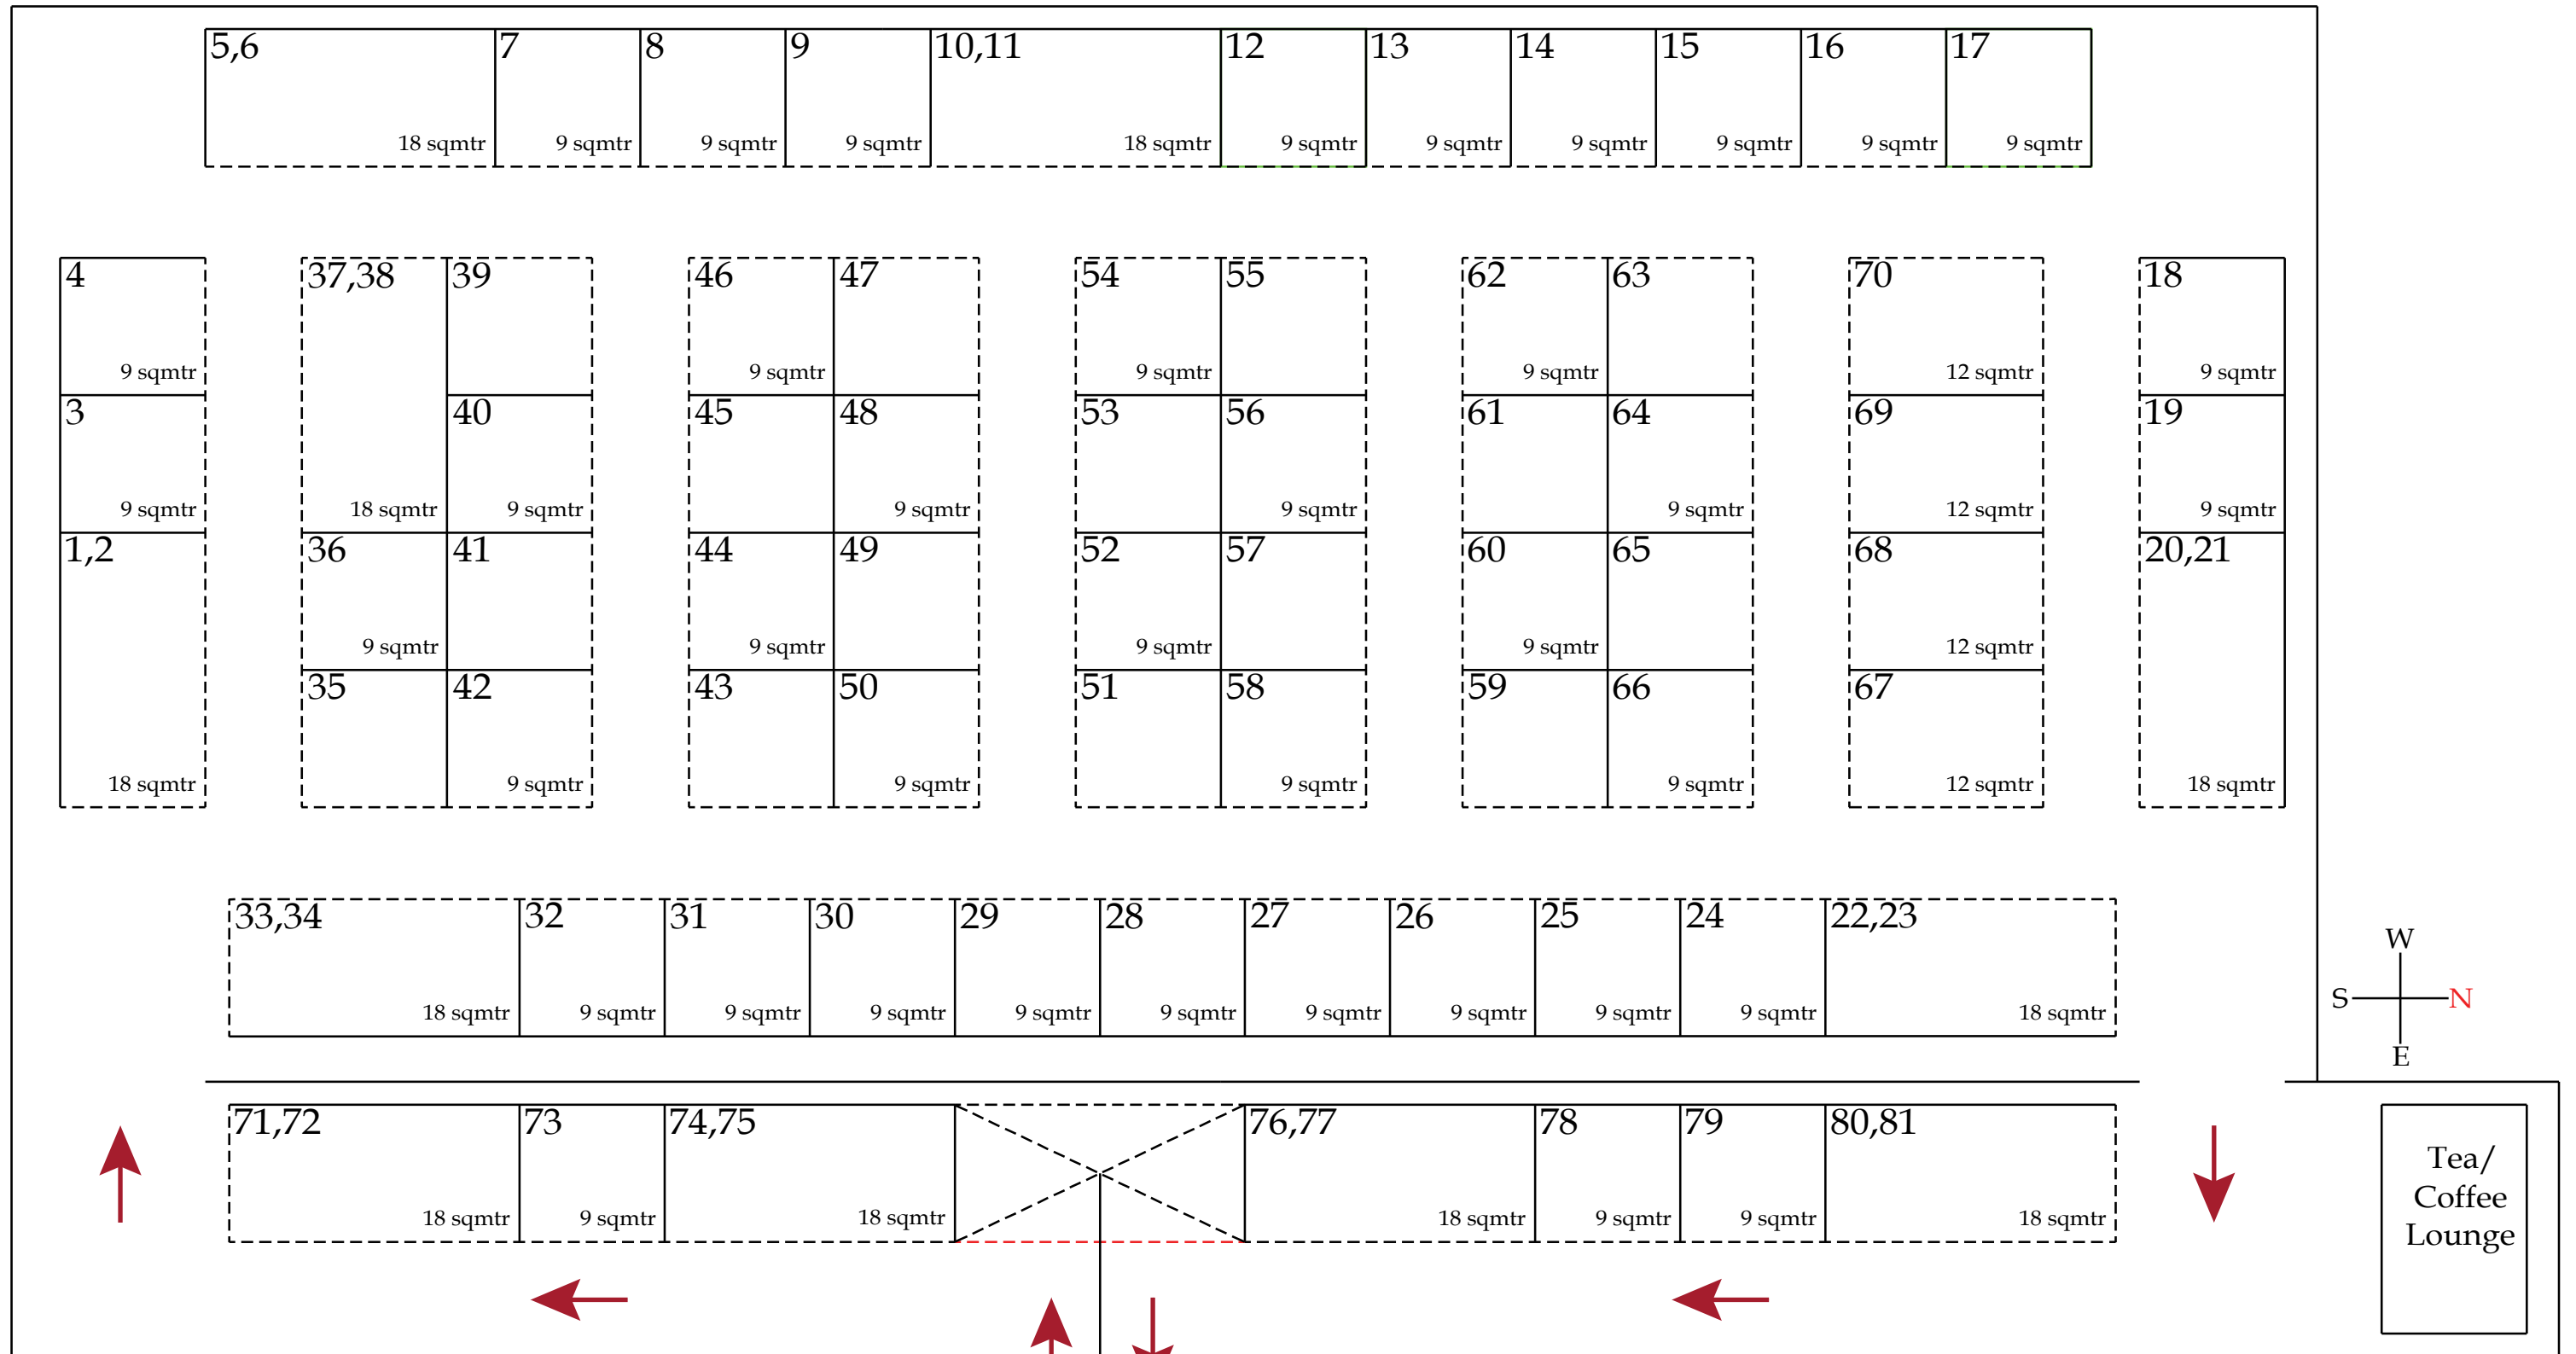 5,6 7 8 9 10,11 12 13 14 15 16 17
18 sqmtr 9 sqmtr 9 sqmtr 9 sqmtr 18 sqmtr 9 sqmtr 9 sqmtr 9 sqmtr 9 sqmtr 9 sqmtr 9 sqmtr
4 37,38 39 46 47 54 55 62 63 70 18
9 sqmtr 9 sqmtr 9 sqmtr 9 sqmtr 12 sqmtr 9 sqmtr
3 40 45 48 53 56 61 64 69 19
9 sqmtr 18 sqmtr 9 sqmtr 9 sqmtr 9 sqmtr 9 sqmtr 12 sqmtr 9 sqmtr
1,2 36 41 44 49 52 57 60 65 68 20,21
9 sqmtr 9 sqmtr 9 sqmtr 9 sqmtr 12 sqmtr
35 42 43 50 51 58 59 66 67
18 sqmtr 9 sqmtr 9 sqmtr 9 sqmtr 9 sqmtr 12 sqmtr 18 sqmtr
33,34 32 31 30 29 28 27 26 25 24 22,23
18 sqmtr 9 sqmtr 9 sqmtr 9 sqmtr 9 sqmtr 9 sqmtr 9 sqmtr 9 sqmtr 9 sqmtr 9 sqmtr 18 sqmtr
W
S N
E
71,72 73 74,75 76,77 78 79 80,81
18 sqmtr 9 sqmtr 18 sqmtr 18 sqmtr 9 sqmtr 9 sqmtr 18 sqmtr
Tea/
Coffee
Lounge